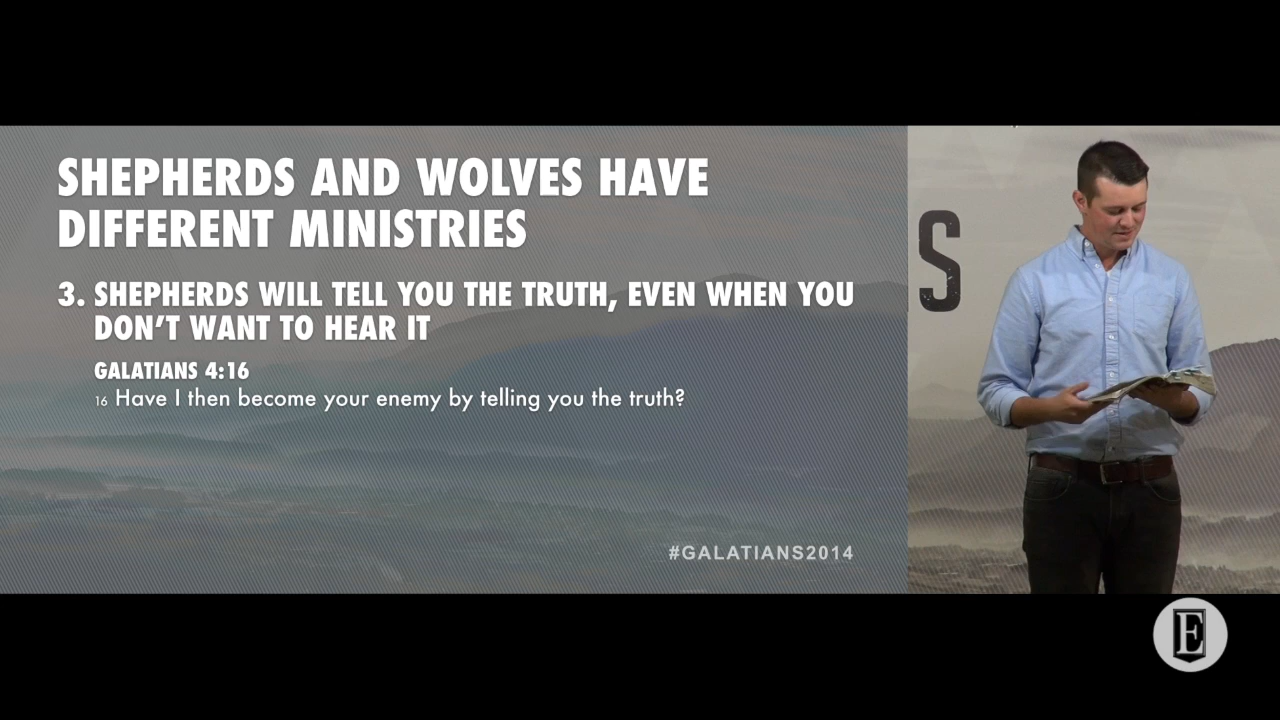 SHEPHERDS AND WOLVES HAVE
DIFFERENT MINISTRIES
3. SHEPHERDS WILL TELL YOU THE TRUTH, EVEN WHEN YOU
DON'T WANT TO HEAR IT
GALATIANS 4:16
16 Have I then become your enemy by telling you the truth?
#GALATIANS2014
S
E